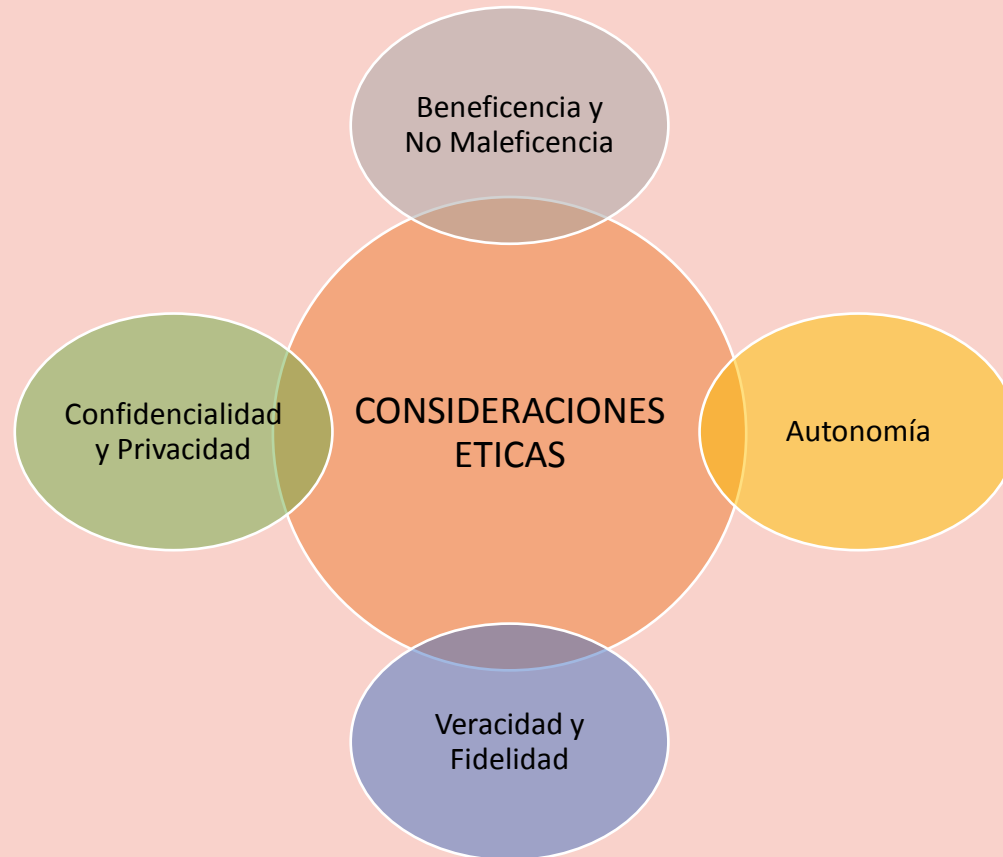 Beneficencia y
No Maleficencia
Confidencialidad
y Privacidad
CONSIDERACIONES
ETICAS
Autonomía
Veracidad y
Fidelidad